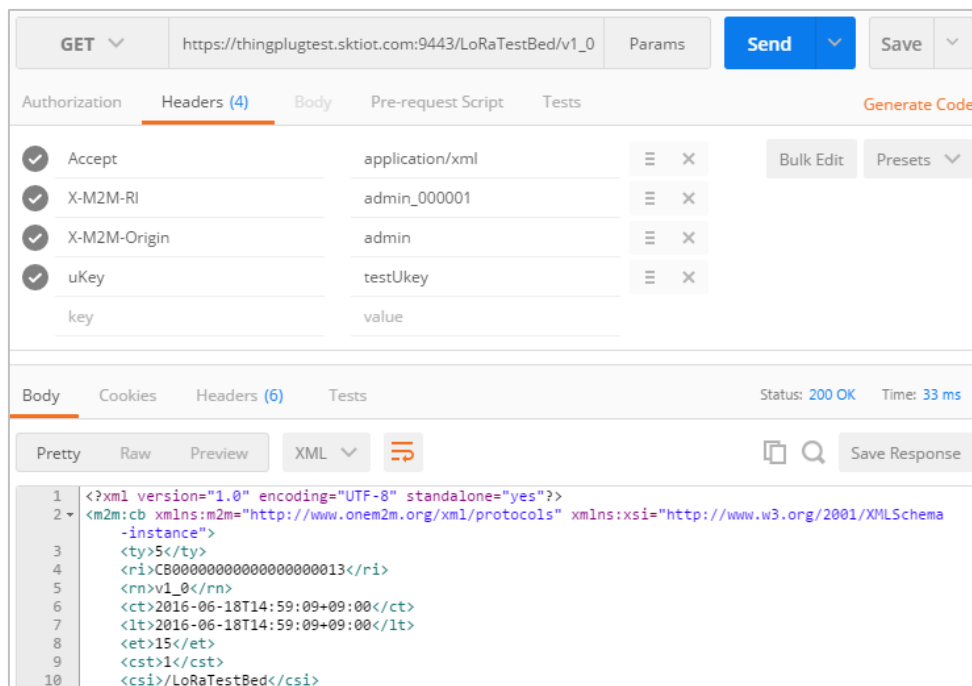 GET https://thingplugtest.sktiot.com:9443/LoRaTestBed/v1_0 Params Send Save
Authorization Headers (4) Body Pre-request Script Tests Generate Code
Accept application/xml Bulk Edit Presets
X-M2M-RI admin_000001
X-M2M-Origin admin
uKey testUkey
key value
Body Cookies Headers (6) Tests Status: 200 OK Time: 33 ms
Pretty Raw Preview XML Save Response
1 <?xml version="1.0" encoding="UTF-8" standalone="yes"?>
2 <m2m:cb xmlns:m2m="http://www.onem2m.org/xml/protocols" xmlns:xsi="http://www.w3.org/2001/XMLSchema
-instance">
3 <ty>5</ty>
4 <ri>CB00000000000000000013</ri>
5 <rn>v1_0</rn>
6 <ct>2016-06-18T14:59:09+09:00</ct>
7 <lt>2016-06-18T14:59:09+09:00</lt>
8 <et>15</et>
9 <cst>1</cst>
10 <csi>/LoRaTestBed</csi>